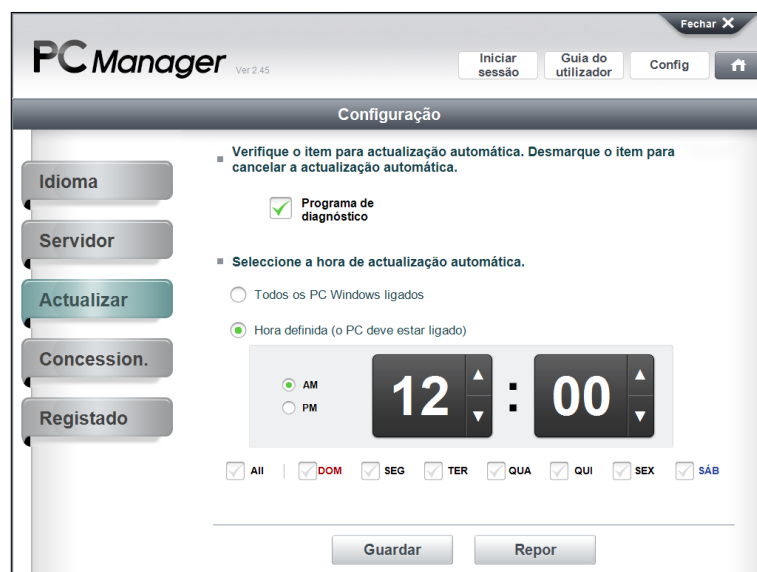 Fechar X
PC Manager Ver 2.45
Iniciar sessão
Guia do utilizador
Config
Configuração
Idioma
Servidor
Actualizar
Concession.
Registado
Verifique o item para actualização automática. Desmarque o item para
cancelar a actualização automática.
Programa de
diagnóstico
Seleccione a hora de actualização automática.
Todos os PC Windows ligados
Hora definida (o PC deve estar ligado)
AM
PM
12 : 00
All DOM SEG TER QUA QUI SEX SÁB
Guardar Repor